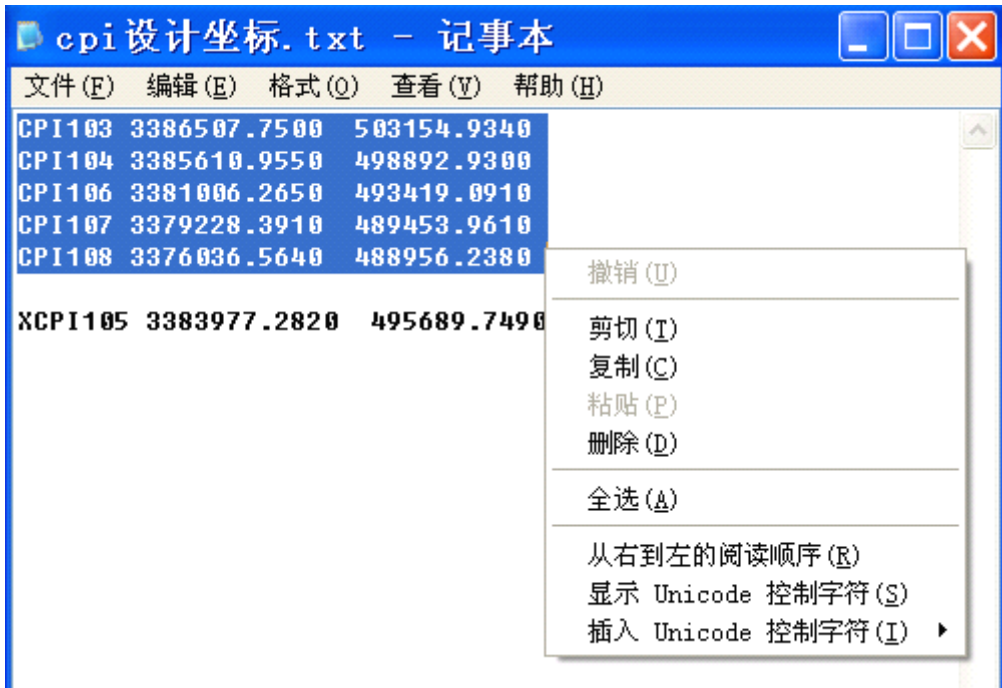 cpi设计坐标.txt - 记事本
文件(F) 编辑(E) 格式(O) 查看(V) 帮助(H)
CPI103 3386507.7500 503154.9340
CPI104 3385610.9550 498892.9300
CPI106 3381006.2650 493419.0910
CPI107 3379228.3910 489453.9610
CPI108 3376036.5640 488956.2380
XCPI105 3383977.2820 495689.7490
撤销(U)
剪切(T)
复制(C)
粘贴(P)
删除(D)
全选(A)
从右到左的阅读顺序(R)
显示 Unicode 控制字符(S)
插入 Unicode 控制字符(I)